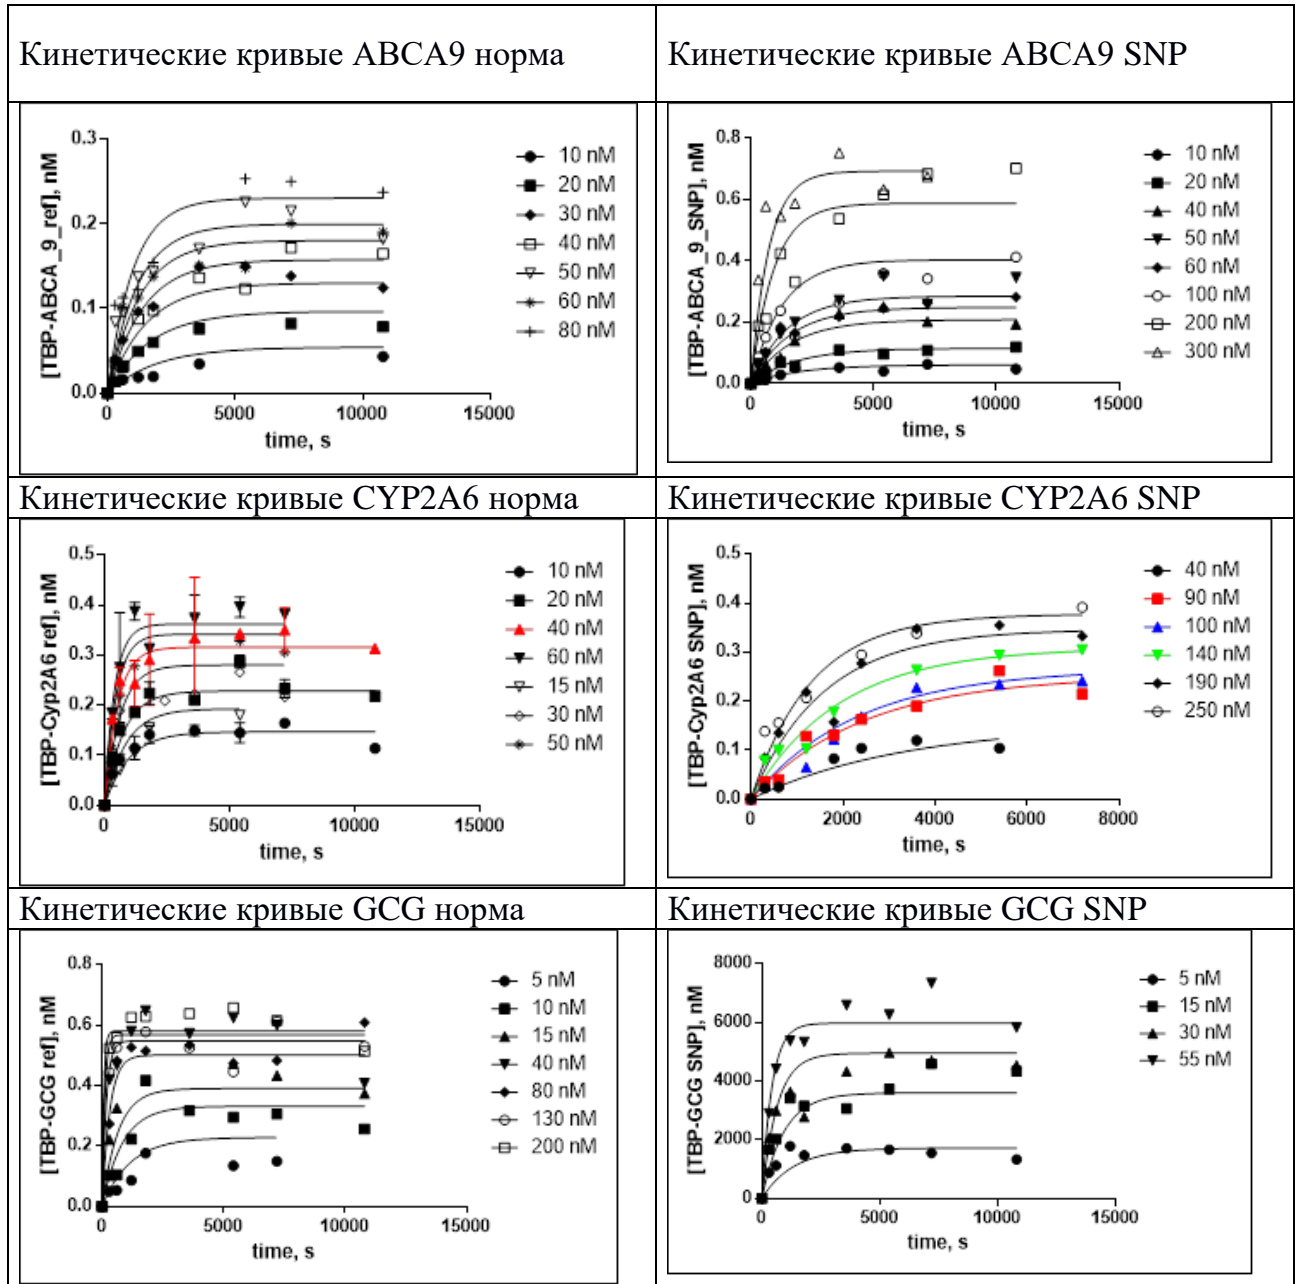 Кинетические кривые ABCA9 норма
Кинетические кривые ABCA9 SNP
[TBP-ABCA_9_ref], nM
0.3
0.2
0.1
0.0
0
5000
10000
15000
time, s
10 nM
20 nM
30 nM
40 nM
50 nM
60 nM
80 nM
[TBP-ABCA_9_SNP], nM
0.8
0.6
0.4
0.2
0.0
0
5000
10000
15000
time, s
10 nM
20 nM
40 nM
50 nM
60 nM
100 nM
200 nM
300 nM
Кинетические кривые CYP2A6 норма
Кинетические кривые CYP2A6 SNP
[TBP-Cyp2A6 ref], nM
0.5
0.4
0.3
0.2
0.1
0.0
0
5000
10000
15000
time, s
10 nM
20 nM
40 nM
60 nM
15 nM
30 nM
50 nM
[TBP-Cyp2A6 SNP], nM
0.5
0.4
0.3
0.2
0.1
0.0
0
2000
4000
6000
8000
time, s
40 nM
90 nM
100 nM
140 nM
190 nM
250 nM
Кинетические кривые GCG норма
Кинетические кривые GCG SNP
[TBP-GCG ref], nM
0.8
0.6
0.4
0.2
0.0
0
5000
10000
15000
time, s
5 nM
10 nM
15 nM
40 nM
80 nM
130 nM
200 nM
[TBP-GCG SNP], nM
8000
6000
4000
2000
0
0
5000
10000
15000
time, s
5 nM
15 nM
30 nM
55 nM